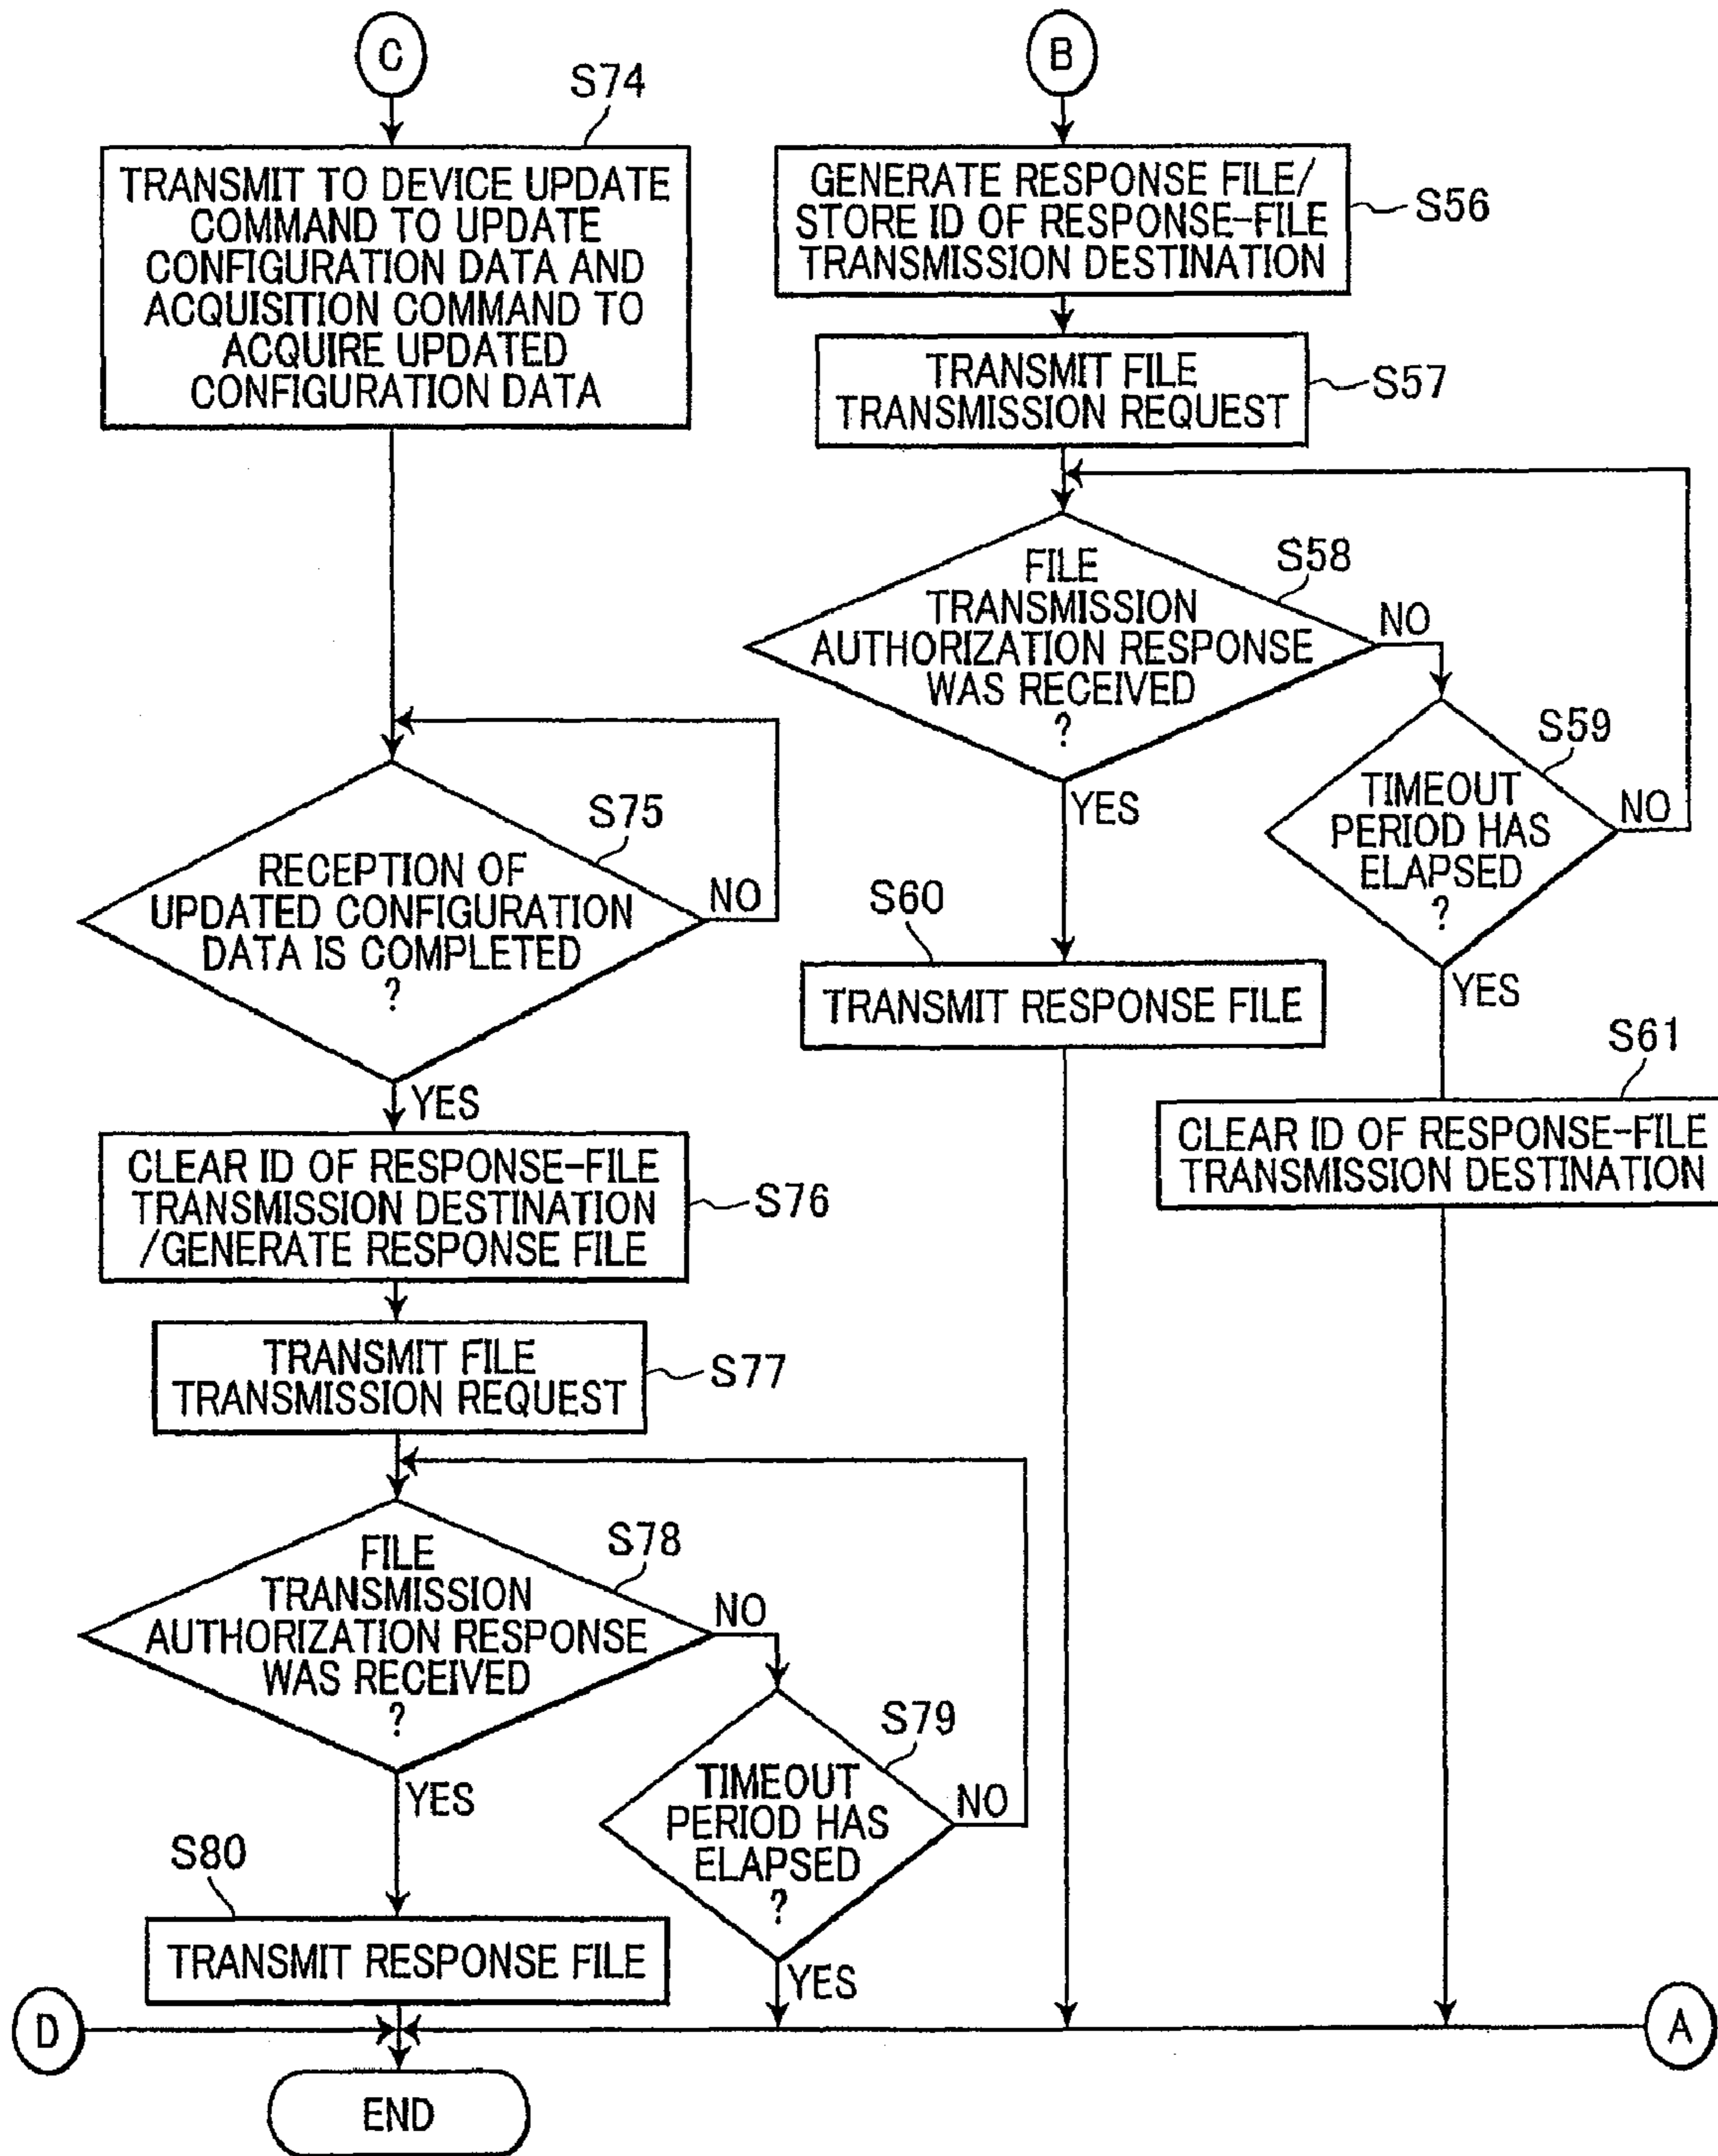 C
S74
TRANSMIT TO DEVICE UPDATE
COMMAND TO UPDATE
CONFIGURATION DATA AND
ACQUISITION COMMAND TO
ACQUIRE UPDATED
CONFIGURATION DATA
S75
RECEPTION OF
UPDATED CONFIGURATION
DATA IS COMPLETED
?
NO
YES
CLEAR ID OF RESPONSE-FILE
TRANSMISSION DESTINATION
/GENERATE RESPONSE FILE
S76
TRANSMIT FILE
TRANSMISSION REQUEST
S77
FILE
TRANSMISSION
AUTHORIZATION RESPONSE
WAS RECEIVED
?
S78
NO
YES
S79
TIMEOUT
PERIOD HAS
ELAPSED
?
NO
YES
S80
TRANSMIT RESPONSE FILE
D
END
B
GENERATE RESPONSE FILE/
STORE ID OF RESPONSE-FILE
TRANSMISSION DESTINATION
S56
TRANSMIT FILE
TRANSMISSION REQUEST
S57
FILE
TRANSMISSION
AUTHORIZATION RESPONSE
WAS RECEIVED
?
S58
NO
YES
S59
TIMEOUT
PERIOD HAS
ELAPSED
?
NO
YES
S60
TRANSMIT RESPONSE FILE
S61
CLEAR ID OF RESPONSE-FILE
TRANSMISSION DESTINATION
A